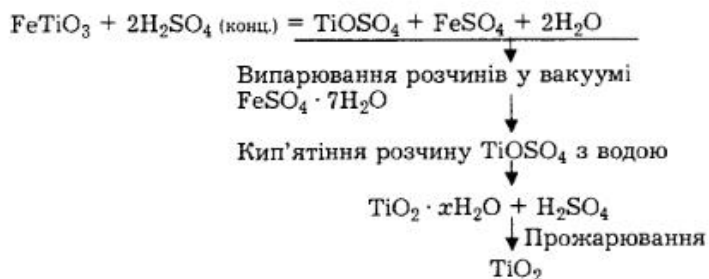 FeTiO₃ + 2H₂SO₄ (конц.) = TiOSO₄ + FeSO₄ + 2H₂O
Випарювання розчинів у вакуумі
FeSO₄ · 7H₂O
Кип'ятіння розчину TiOSO₄ з водою
TiO₂ · xH₂O + H₂SO₄
Прожарювання
TiO₂